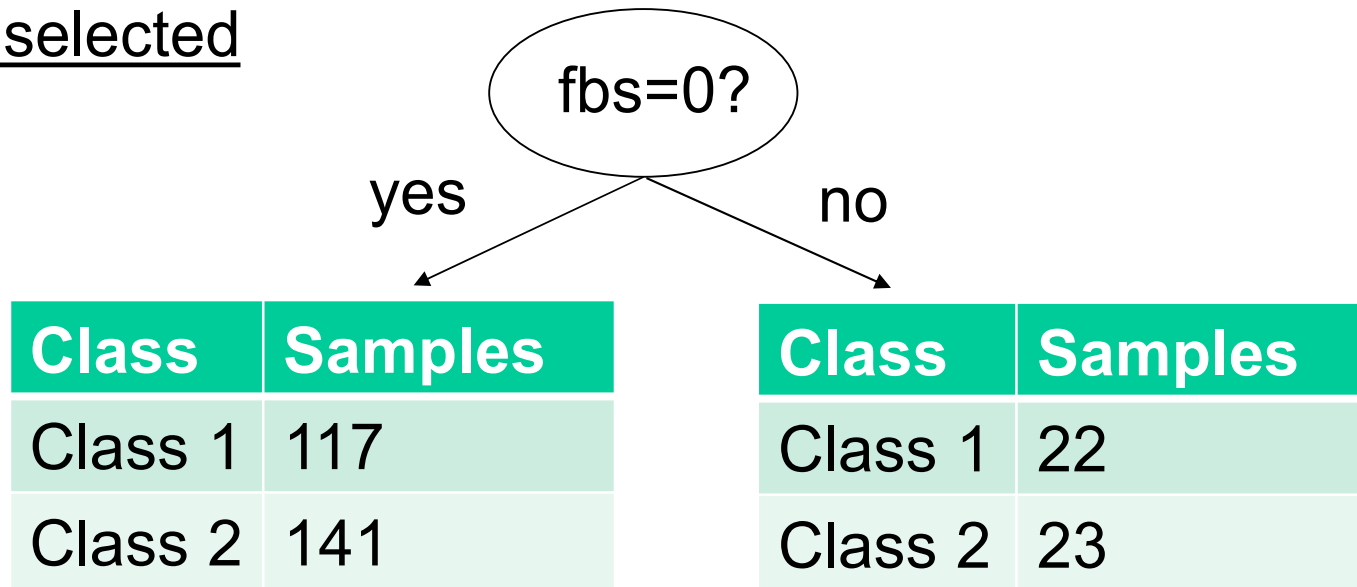 selected
fbs=0?
yes
no
Class Samples
Class 1 117
Class 2 141
Class Samples
Class 1 22
Class 2 23